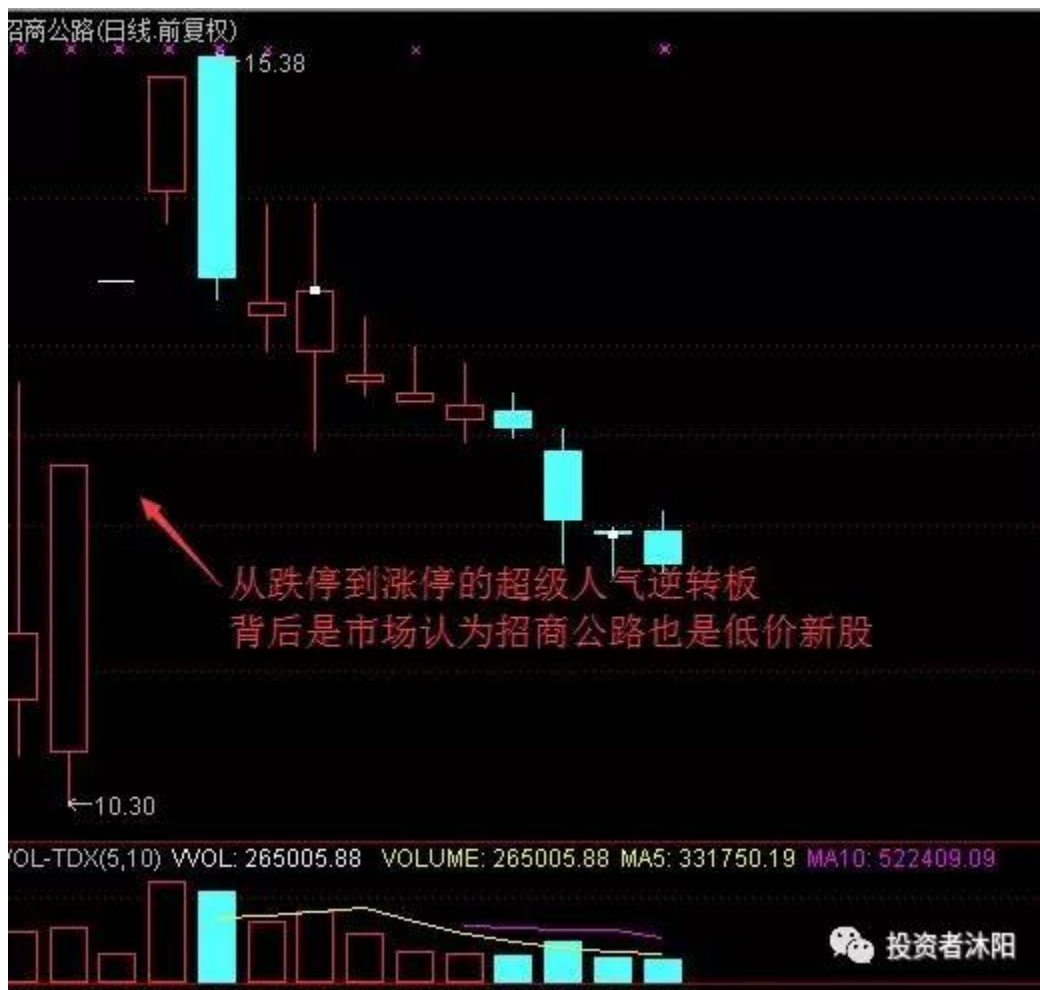 招商公路(日线.前复权)
15.38
从跌停到涨停的超级人气逆转板
背后是市场认为招商公路也是低价新股
10.30
VOL-TDX(5,10) VVOL: 265005.88 VOLUME: 265005.88 MA5: 331750.19 MA10: 522409.09
投资者沐阳